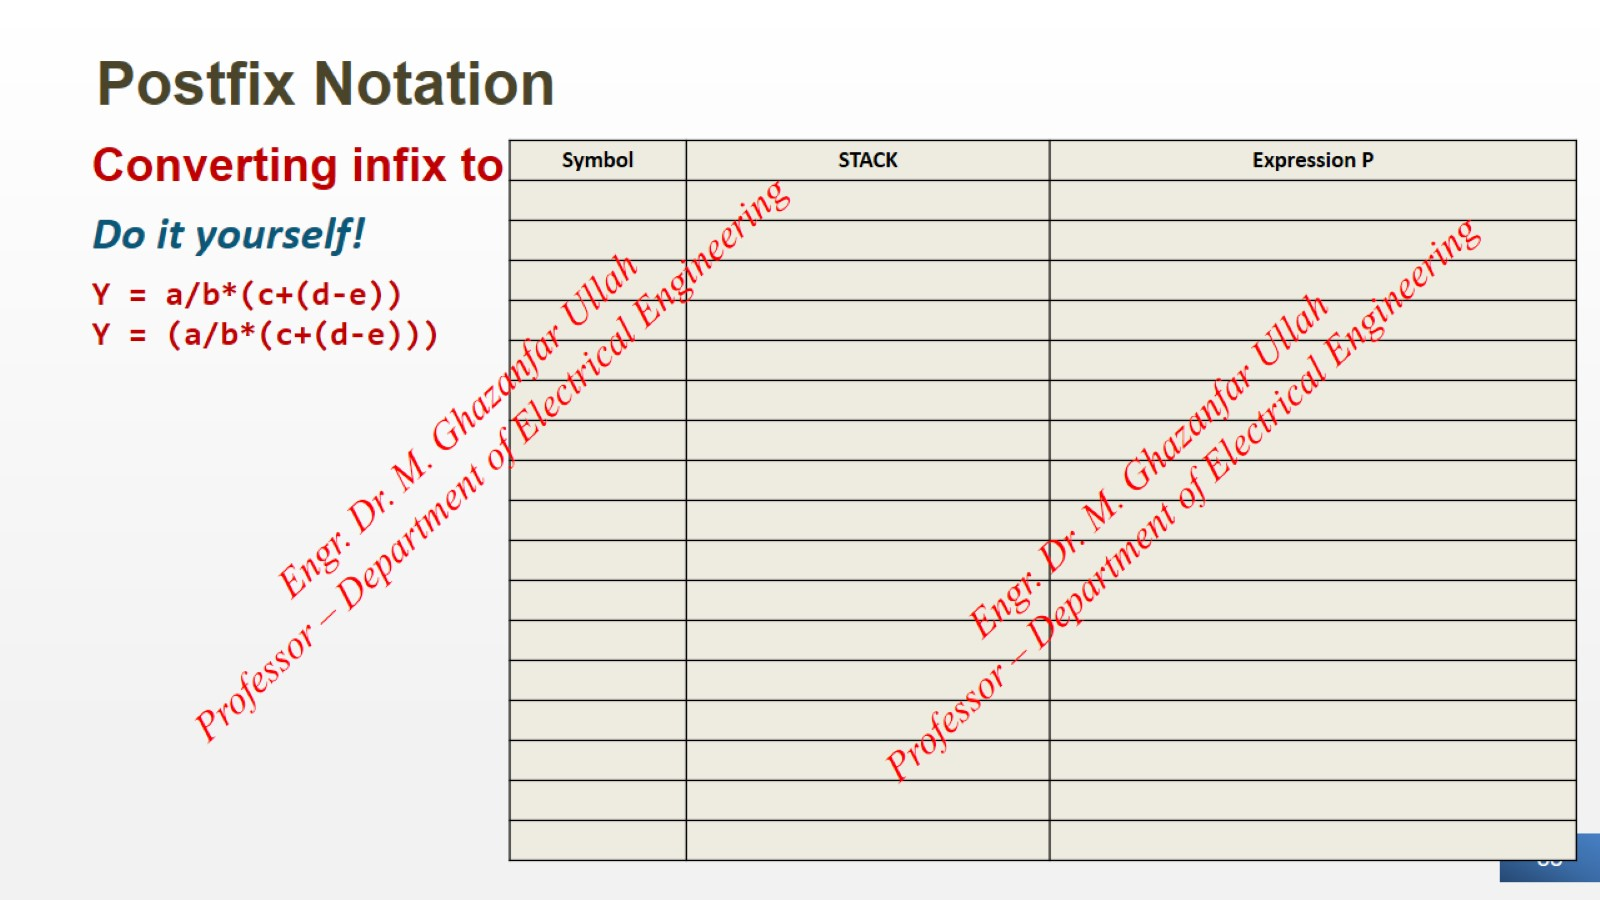 Postfix Notation
Converting infix to
Do it yourself!
Y = a/b*(c+(d-e))
Y = (a/b*(c+(d-e)))
Symbol STACK Expression P
Engr. Dr. M. Ghazanfar Ullah
Professor – Department of Electrical Engineering
Engr. Dr. M. Ghazanfar Ullah
Professor – Department of Electrical Engineering